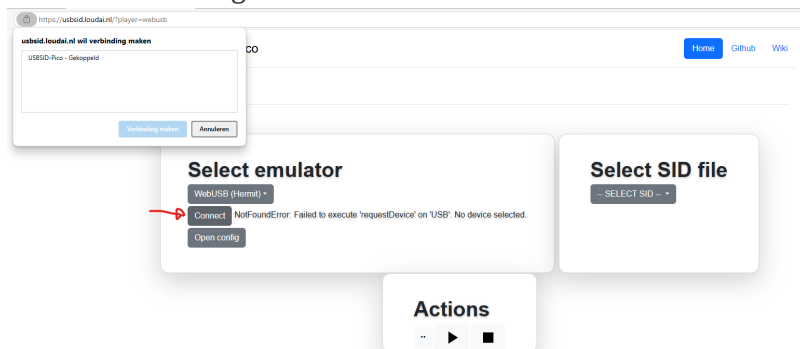 https://usbsid.loudai.nl/?player=webusb
usbsid.loudai.nl wil verbinding maken
USBSID-Pico - Gekoppeld
Verbinding maken
Annuleren
co
Home
Github
Wiki
Select emulator
WebUSB (Hermit)
Connect NotFoundError: Failed to execute 'requestDevice' on 'USB': No device selected.
Open config
Select SID file
-- SELECT SID --
Actions